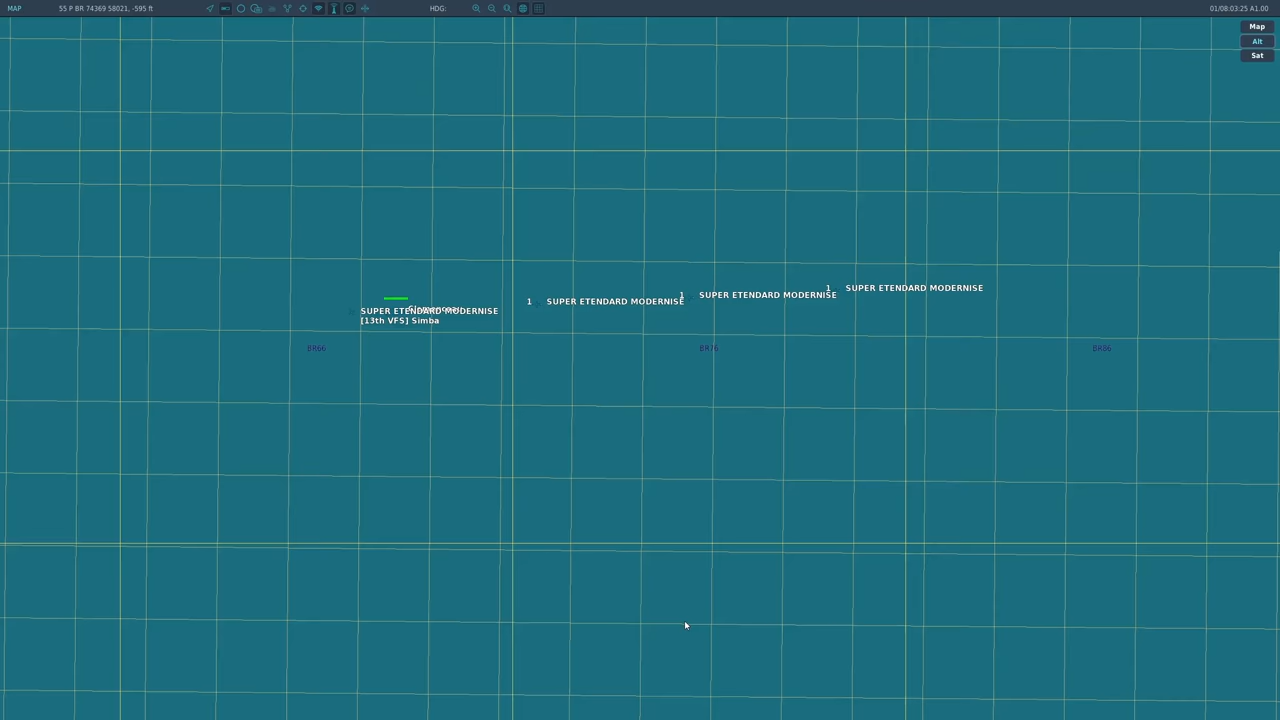 MAP
55 P BR 74369 58021, -595 ft
HDG:
01/08:03:25 A1.00
Map
Alt
Sat
1 SUPER ETENDARD MODERNISE
1 SUPER ETENDARD MODERNISE
1 SUPER ETENDARD MODERNISE
SUPER ETENDARD MODERNISE
[13th VFS] Simba
BR66
BR76
BR86